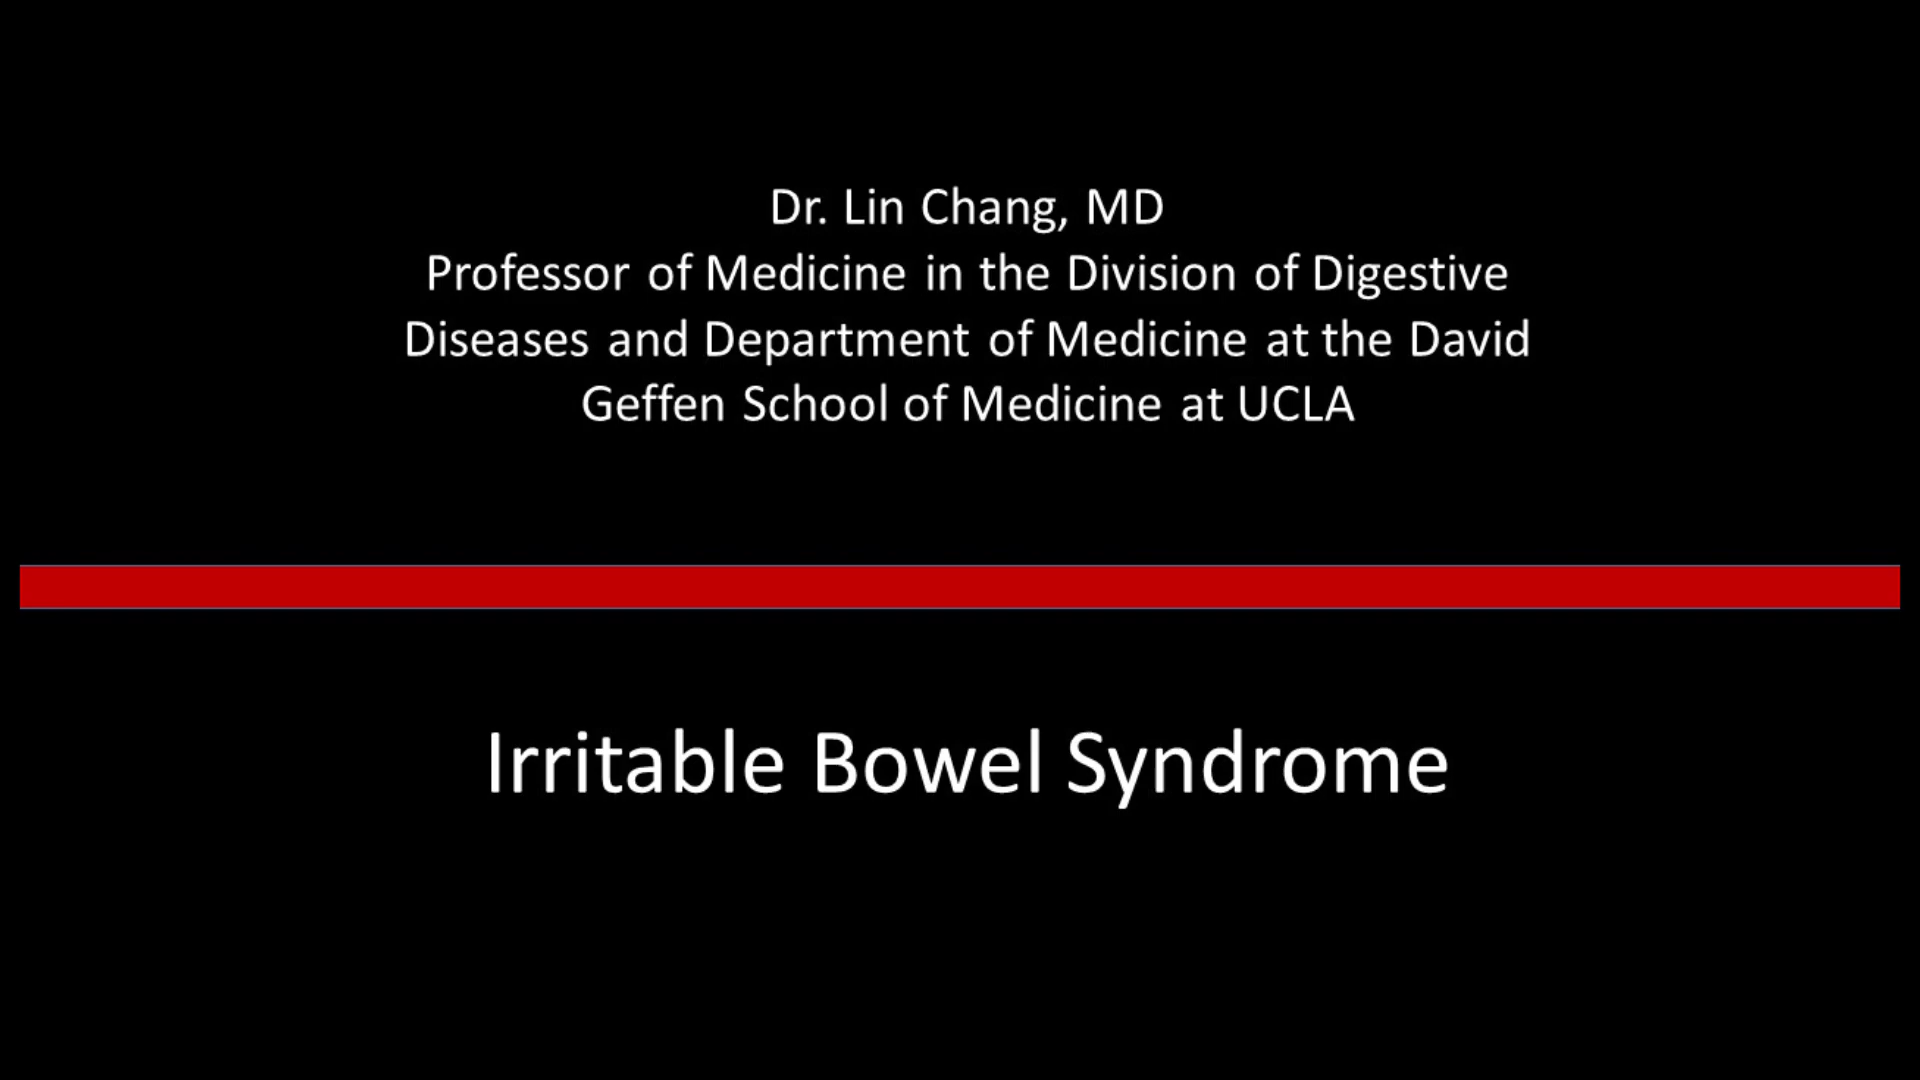 Dr. Lin Chang, MD
Professor of Medicine in the Division of Digestive
Diseases and Department of Medicine at the David
Geffen School of Medicine at UCLA
Irritable Bowel Syndrome